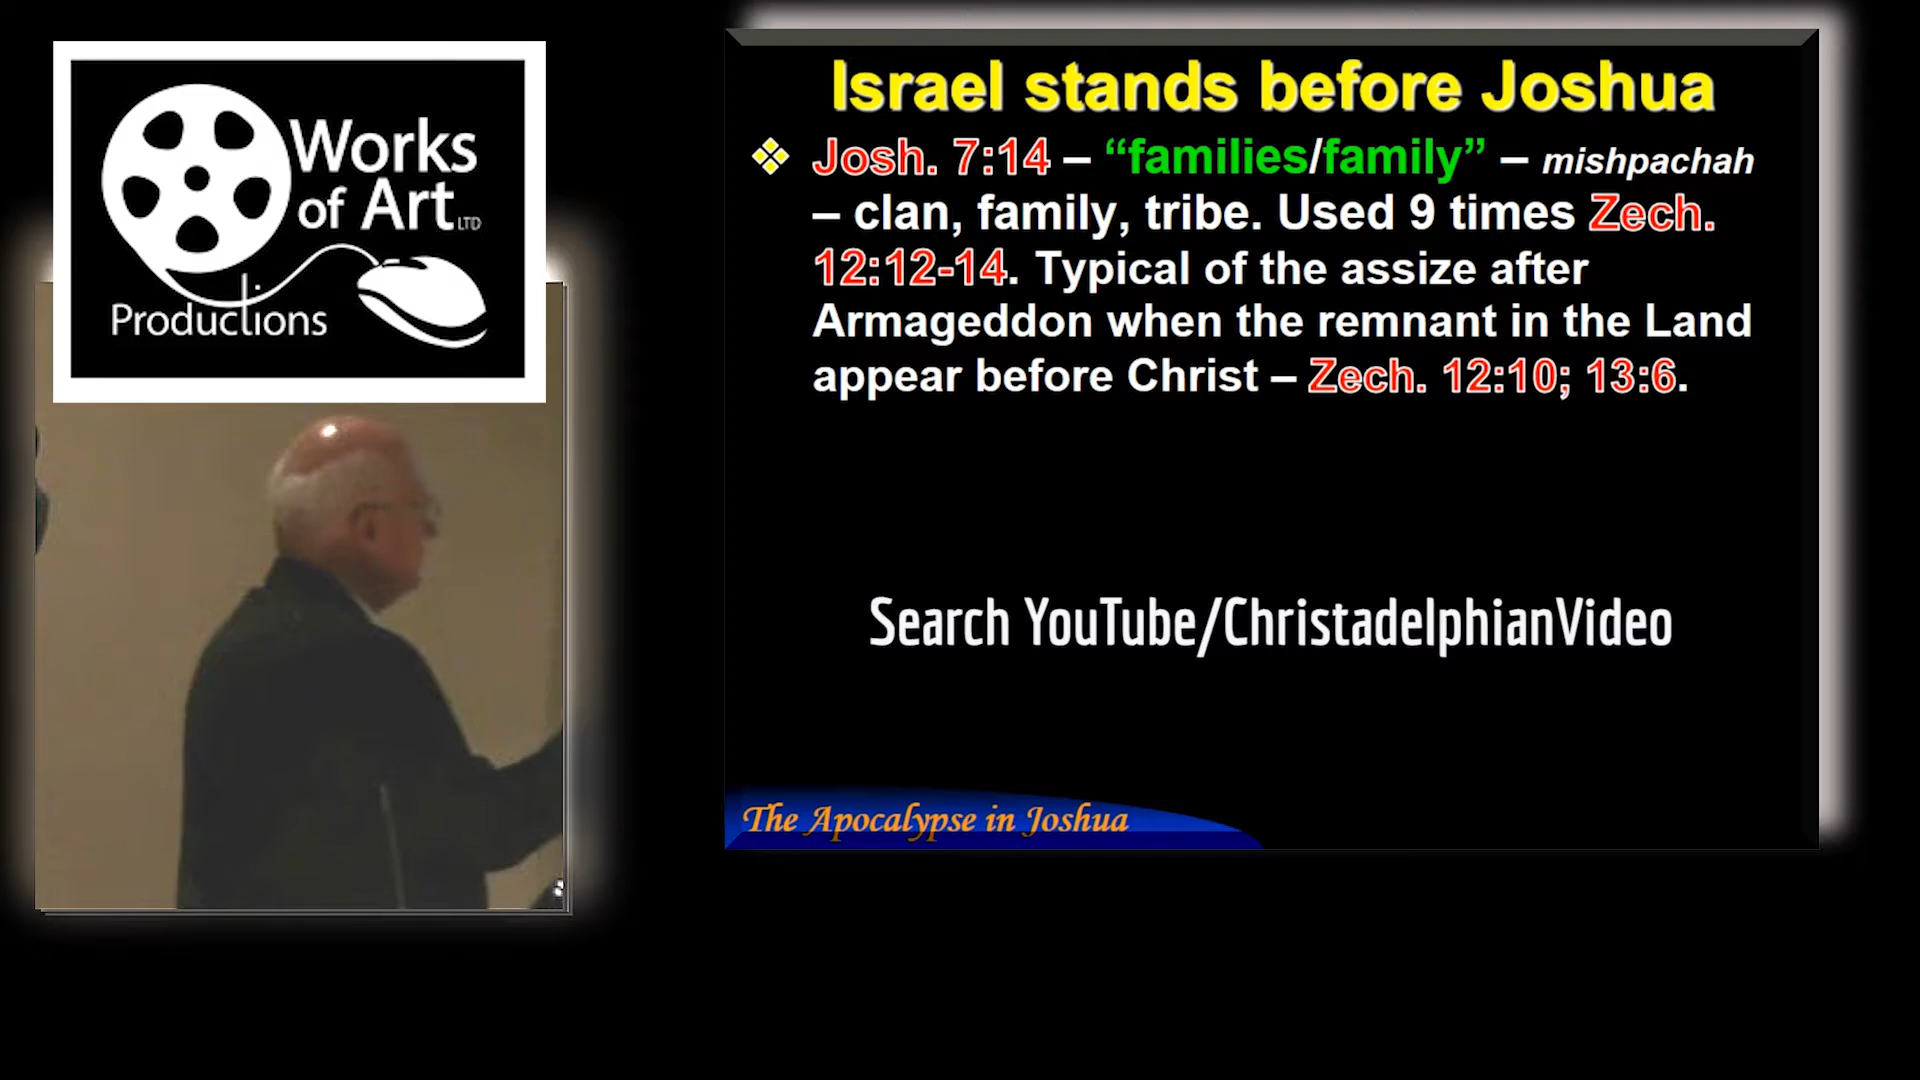 Works
of Art LTD
Productions
Israel stands before Joshua
Josh. 7:14 – “families/family” – mishpachah
– clan, family, tribe. Used 9 times Zech.
12:12-14. Typical of the assize after
Armageddon when the remnant in the Land
appear before Christ – Zech. 12:10; 13:6.
Search YouTube/ChristadelphianVideo
The Apocalypse in Joshua